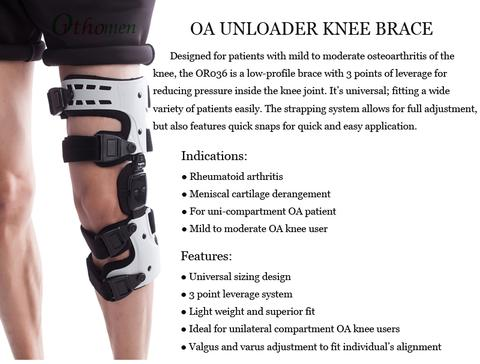 Orthomen
OA UNLOADER KNEE BRACE
Designed for patients with mild to moderate osteoarthritis of the
knee, the OR036 is a low-profile brace with 3 points of leverage for
reducing pressure inside the knee joint. It's universal; fitting a wide
variety of patients easily. The strapping system allows for full adjustment,
but also features quick snaps for quick and easy application.
Indications:
● Rheumatoid arthritis
● Meniscal cartilage derangement
● For uni-compartment OA patient
● Mild to moderate OA knee user
Features:
● Universal sizing design
● 3 point leverage system
● Light weight and superior fit
● Ideal for unilateral compartment OA knee users
● Valgus and varus adjustment to fit individual's alignment